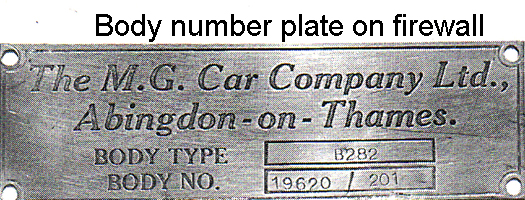 Body number plate on firewall
The M.G. Car Company Ltd.,
Abingdon-on-Thames.
BODY TYPE B282
BODY NO. 19620 / 201